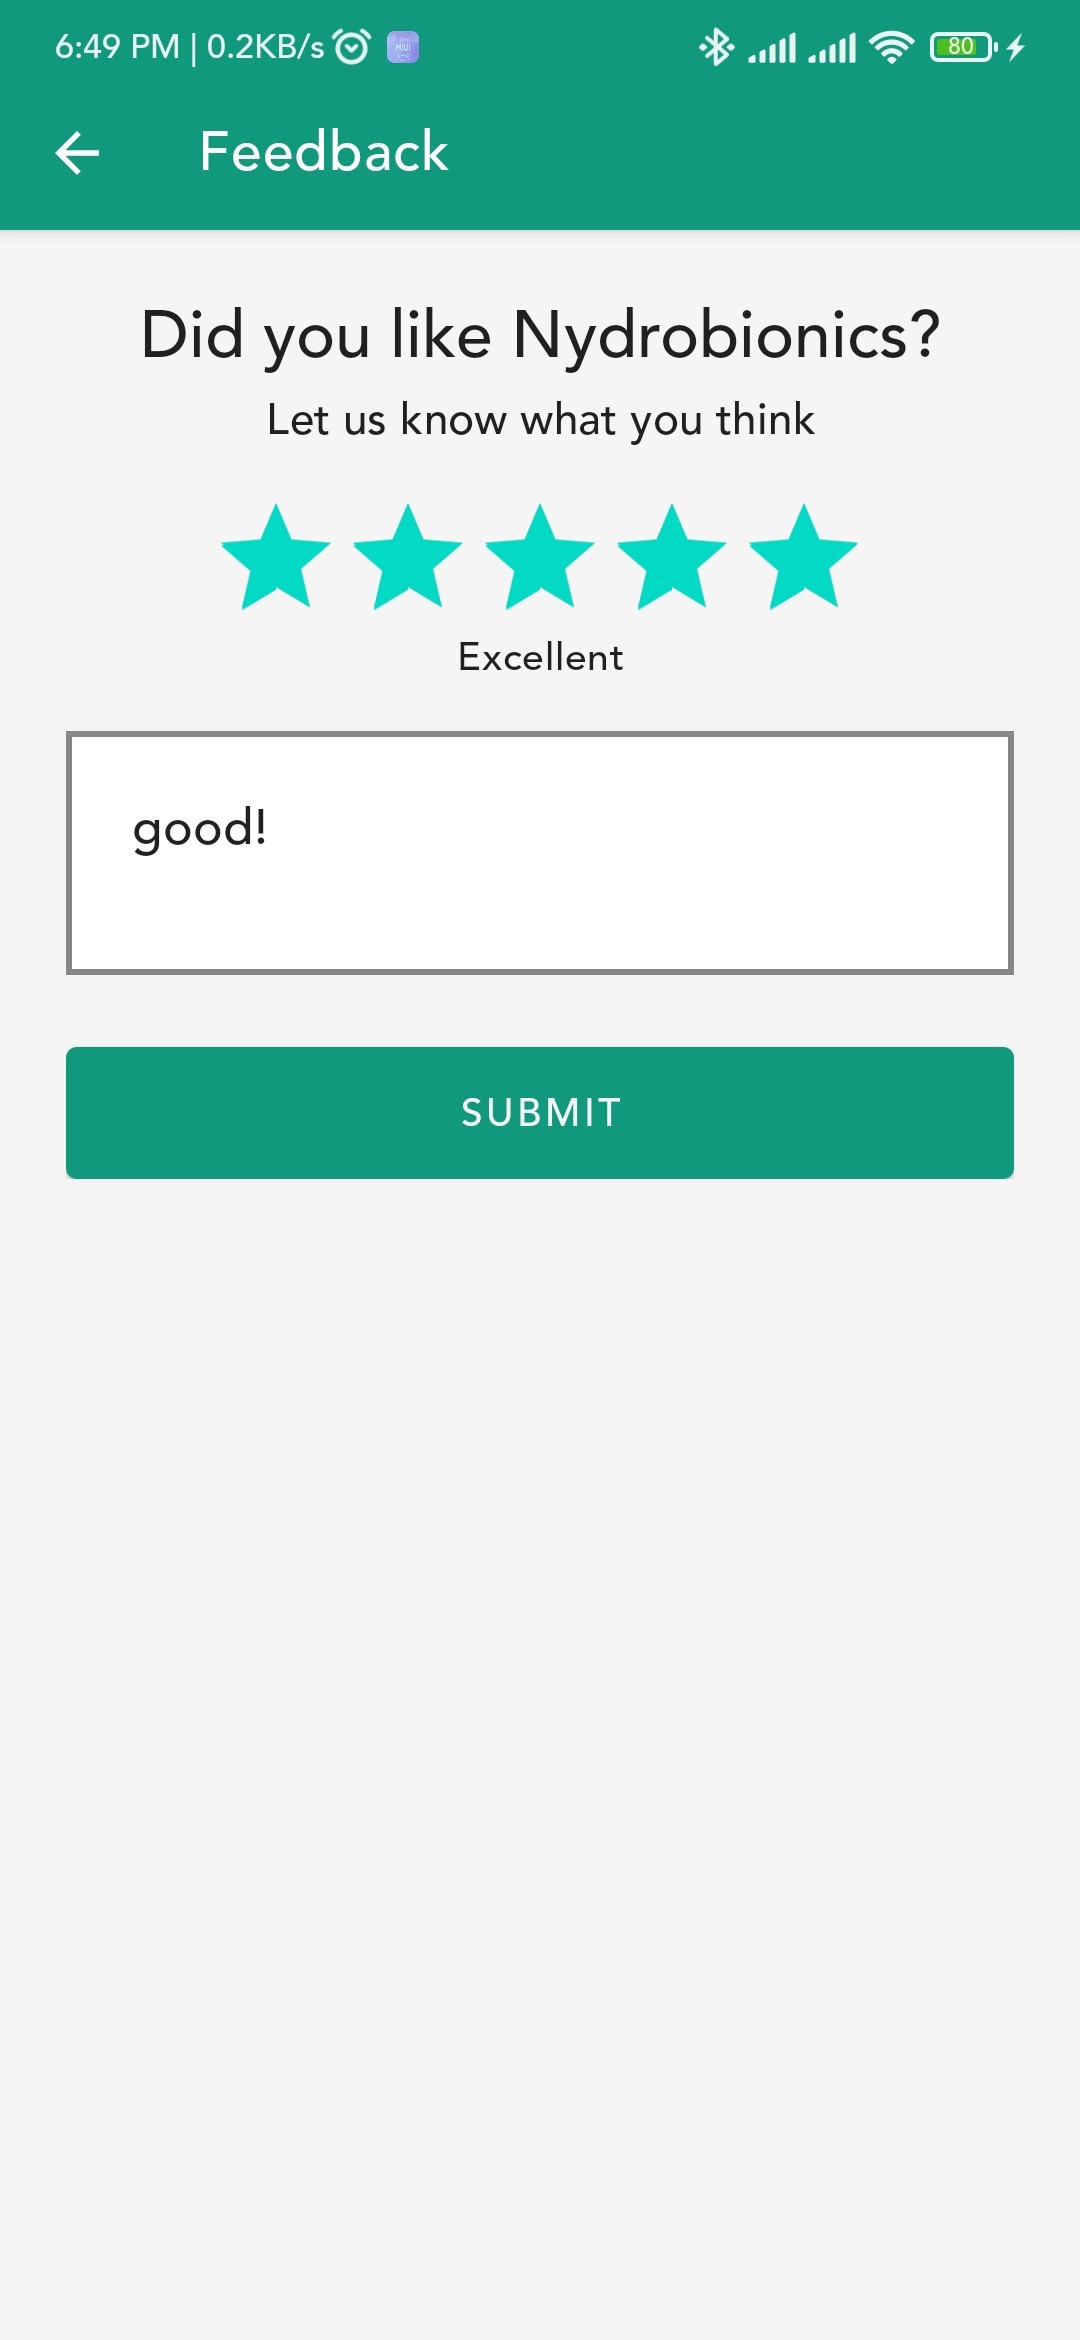 6:49 PM | 0.2KB/s
80
Feedback
Did you like Nydrobionics?
Let us know what you think
Excellent
good!
SUBMIT